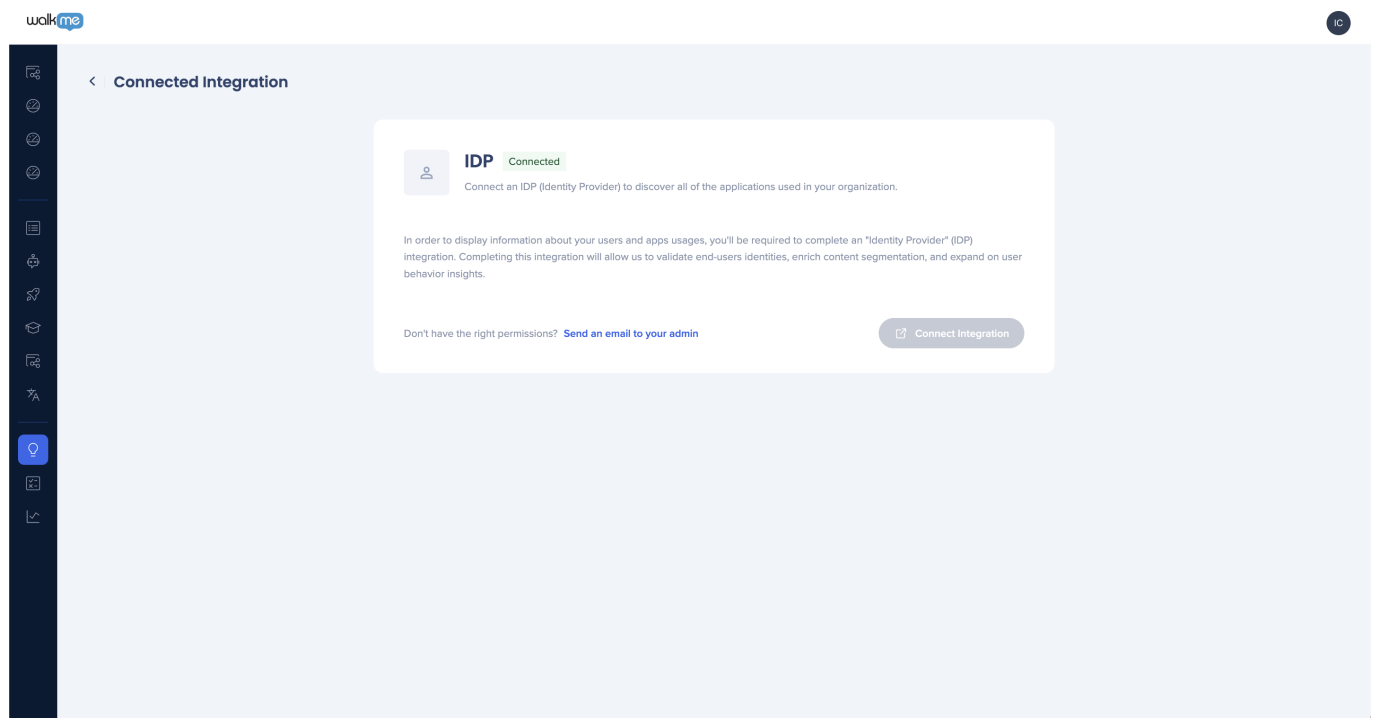 walkme
IC
Connected Integration
IDP Connected
Connect an IDP (Identity Provider) to discover all of the applications used in your organization.
In order to display information about your users and apps usages, you'll be required to complete an "Identity Provider" (IDP)
integration. Completing this integration will allow us to validate end-users identities, enrich content segmentation, and expand on user
behavior insights.
Don't have the right permissions? Send an email to your admin
Connect Integration